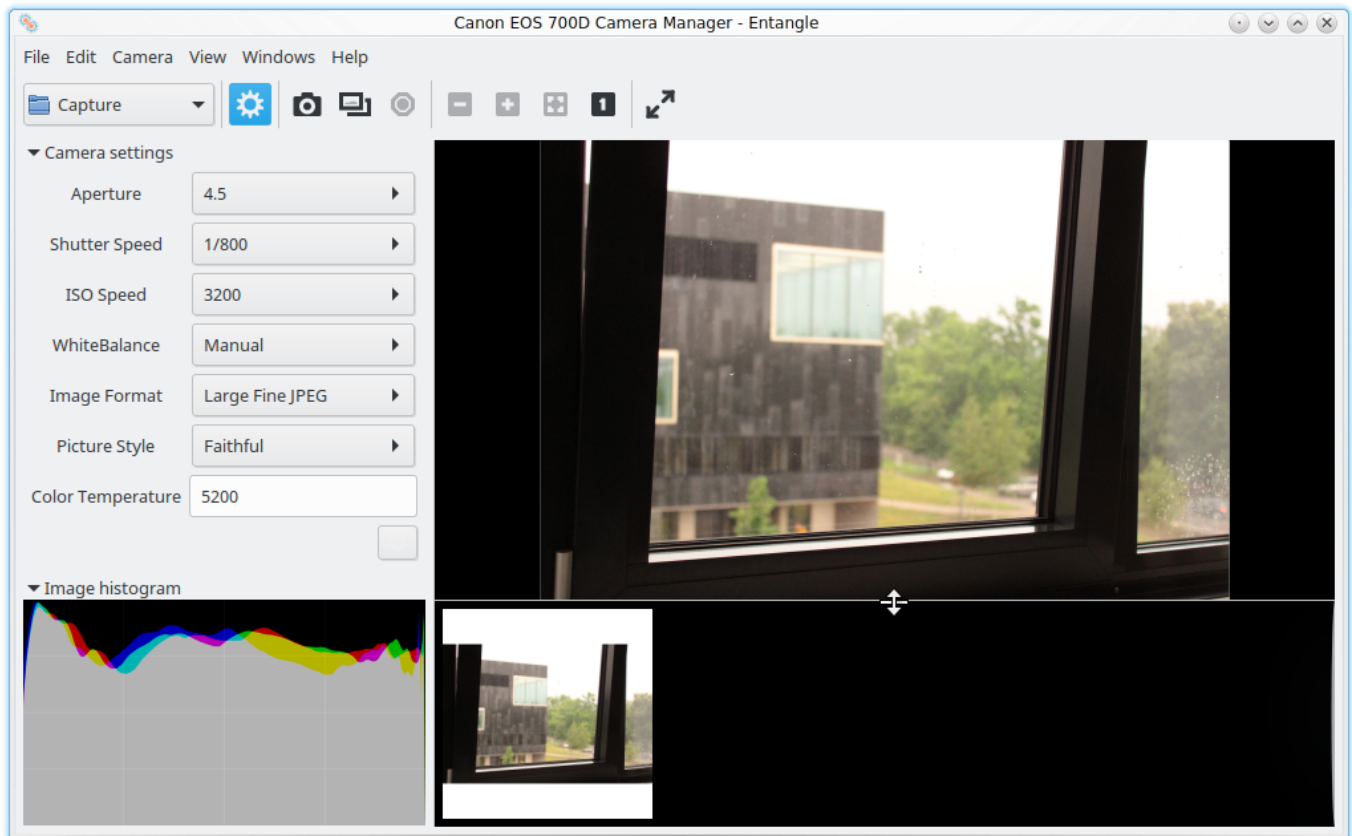 Canon EOS 700D Camera Manager - Entangle
File Edit Camera View Windows Help
Capture
1
Camera settings
Aperture 4.5
Shutter Speed 1/800
ISO Speed 3200
WhiteBalance Manual
Image Format Large Fine JPEG
Picture Style Faithful
Color Temperature 5200
Image histogram